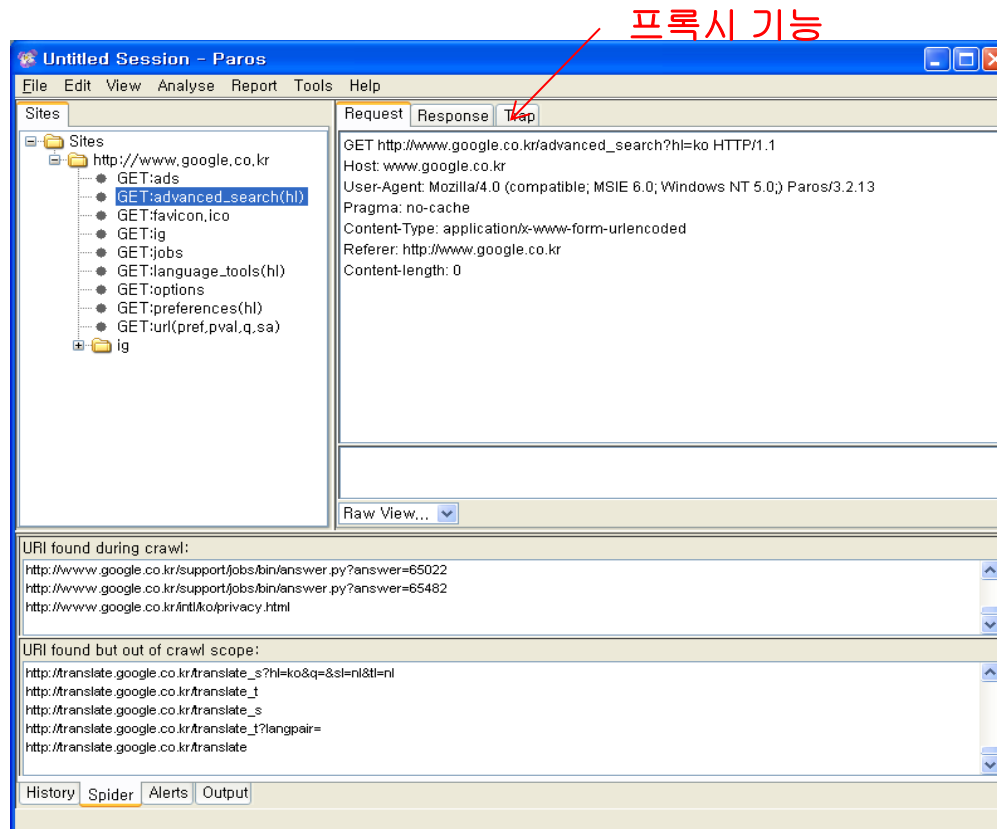 프록시 기능
Untitled Session - Paros
File Edit View Analyse Report Tools Help
Sites
Request Response Trap
Sites
http://www.google.co.kr
GET:ads
GET:advanced_search(hl)
GET:favicon.ico
GET:ig
GET:jobs
GET:language_tools(hl)
GET:options
GET:preferences(hl)
GET:url(pref,pval,q,sa)
ig
GET http://www.google.co.kr/advanced_search?hl=ko HTTP/1.1
Host: www.google.co.kr
User-Agent: Mozilla/4.0 (compatible; MSIE 6.0; Windows NT 5.0;) Paros/3.2.13
Pragma: no-cache
Content-Type: application/x-www-form-urlencoded
Referer: http://www.google.co.kr
Content-length: 0
Raw View...
URI found during crawl:
http://www.google.co.kr/support/jobs/bin/answer.py?answer=65022
http://www.google.co.kr/support/jobs/bin/answer.py?answer=65482
http://www.google.co.kr/intl/ko/privacy.html
URI found but out of crawl scope:
http://translate.google.co.kr/translate_s?hl=ko&q=&sl=nl&tl=nl
http://translate.google.co.kr/translate_t
http://translate.google.co.kr/translate_s
http://translate.google.co.kr/translate_t?langpair=
http://translate.google.co.kr/translate
History Spider Alerts Output